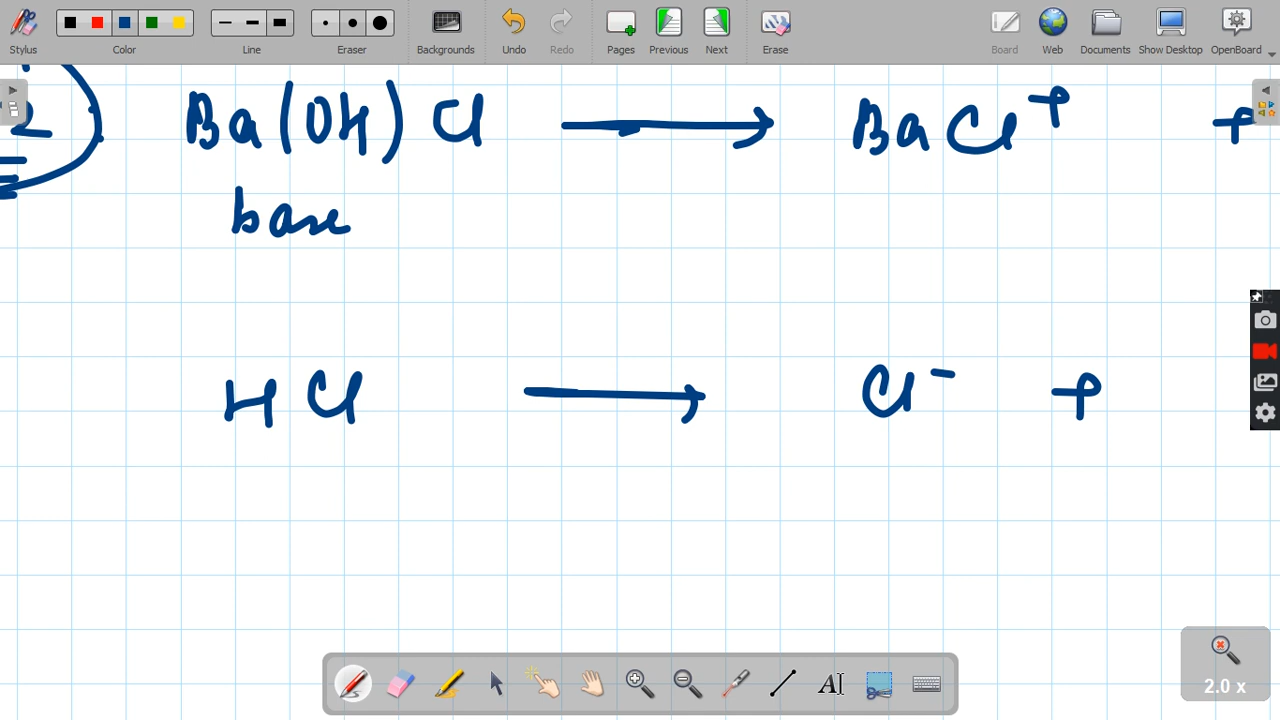 Stylus Color Line Eraser Backgrounds Undo Redo Pages Previous Next Erase Board Web Documents Show Desktop OpenBoard
2 Ba(OH)Cl ⟶ BaCl⁺ +
base
HCl ⟶ Cl⁻ +
2.0 x